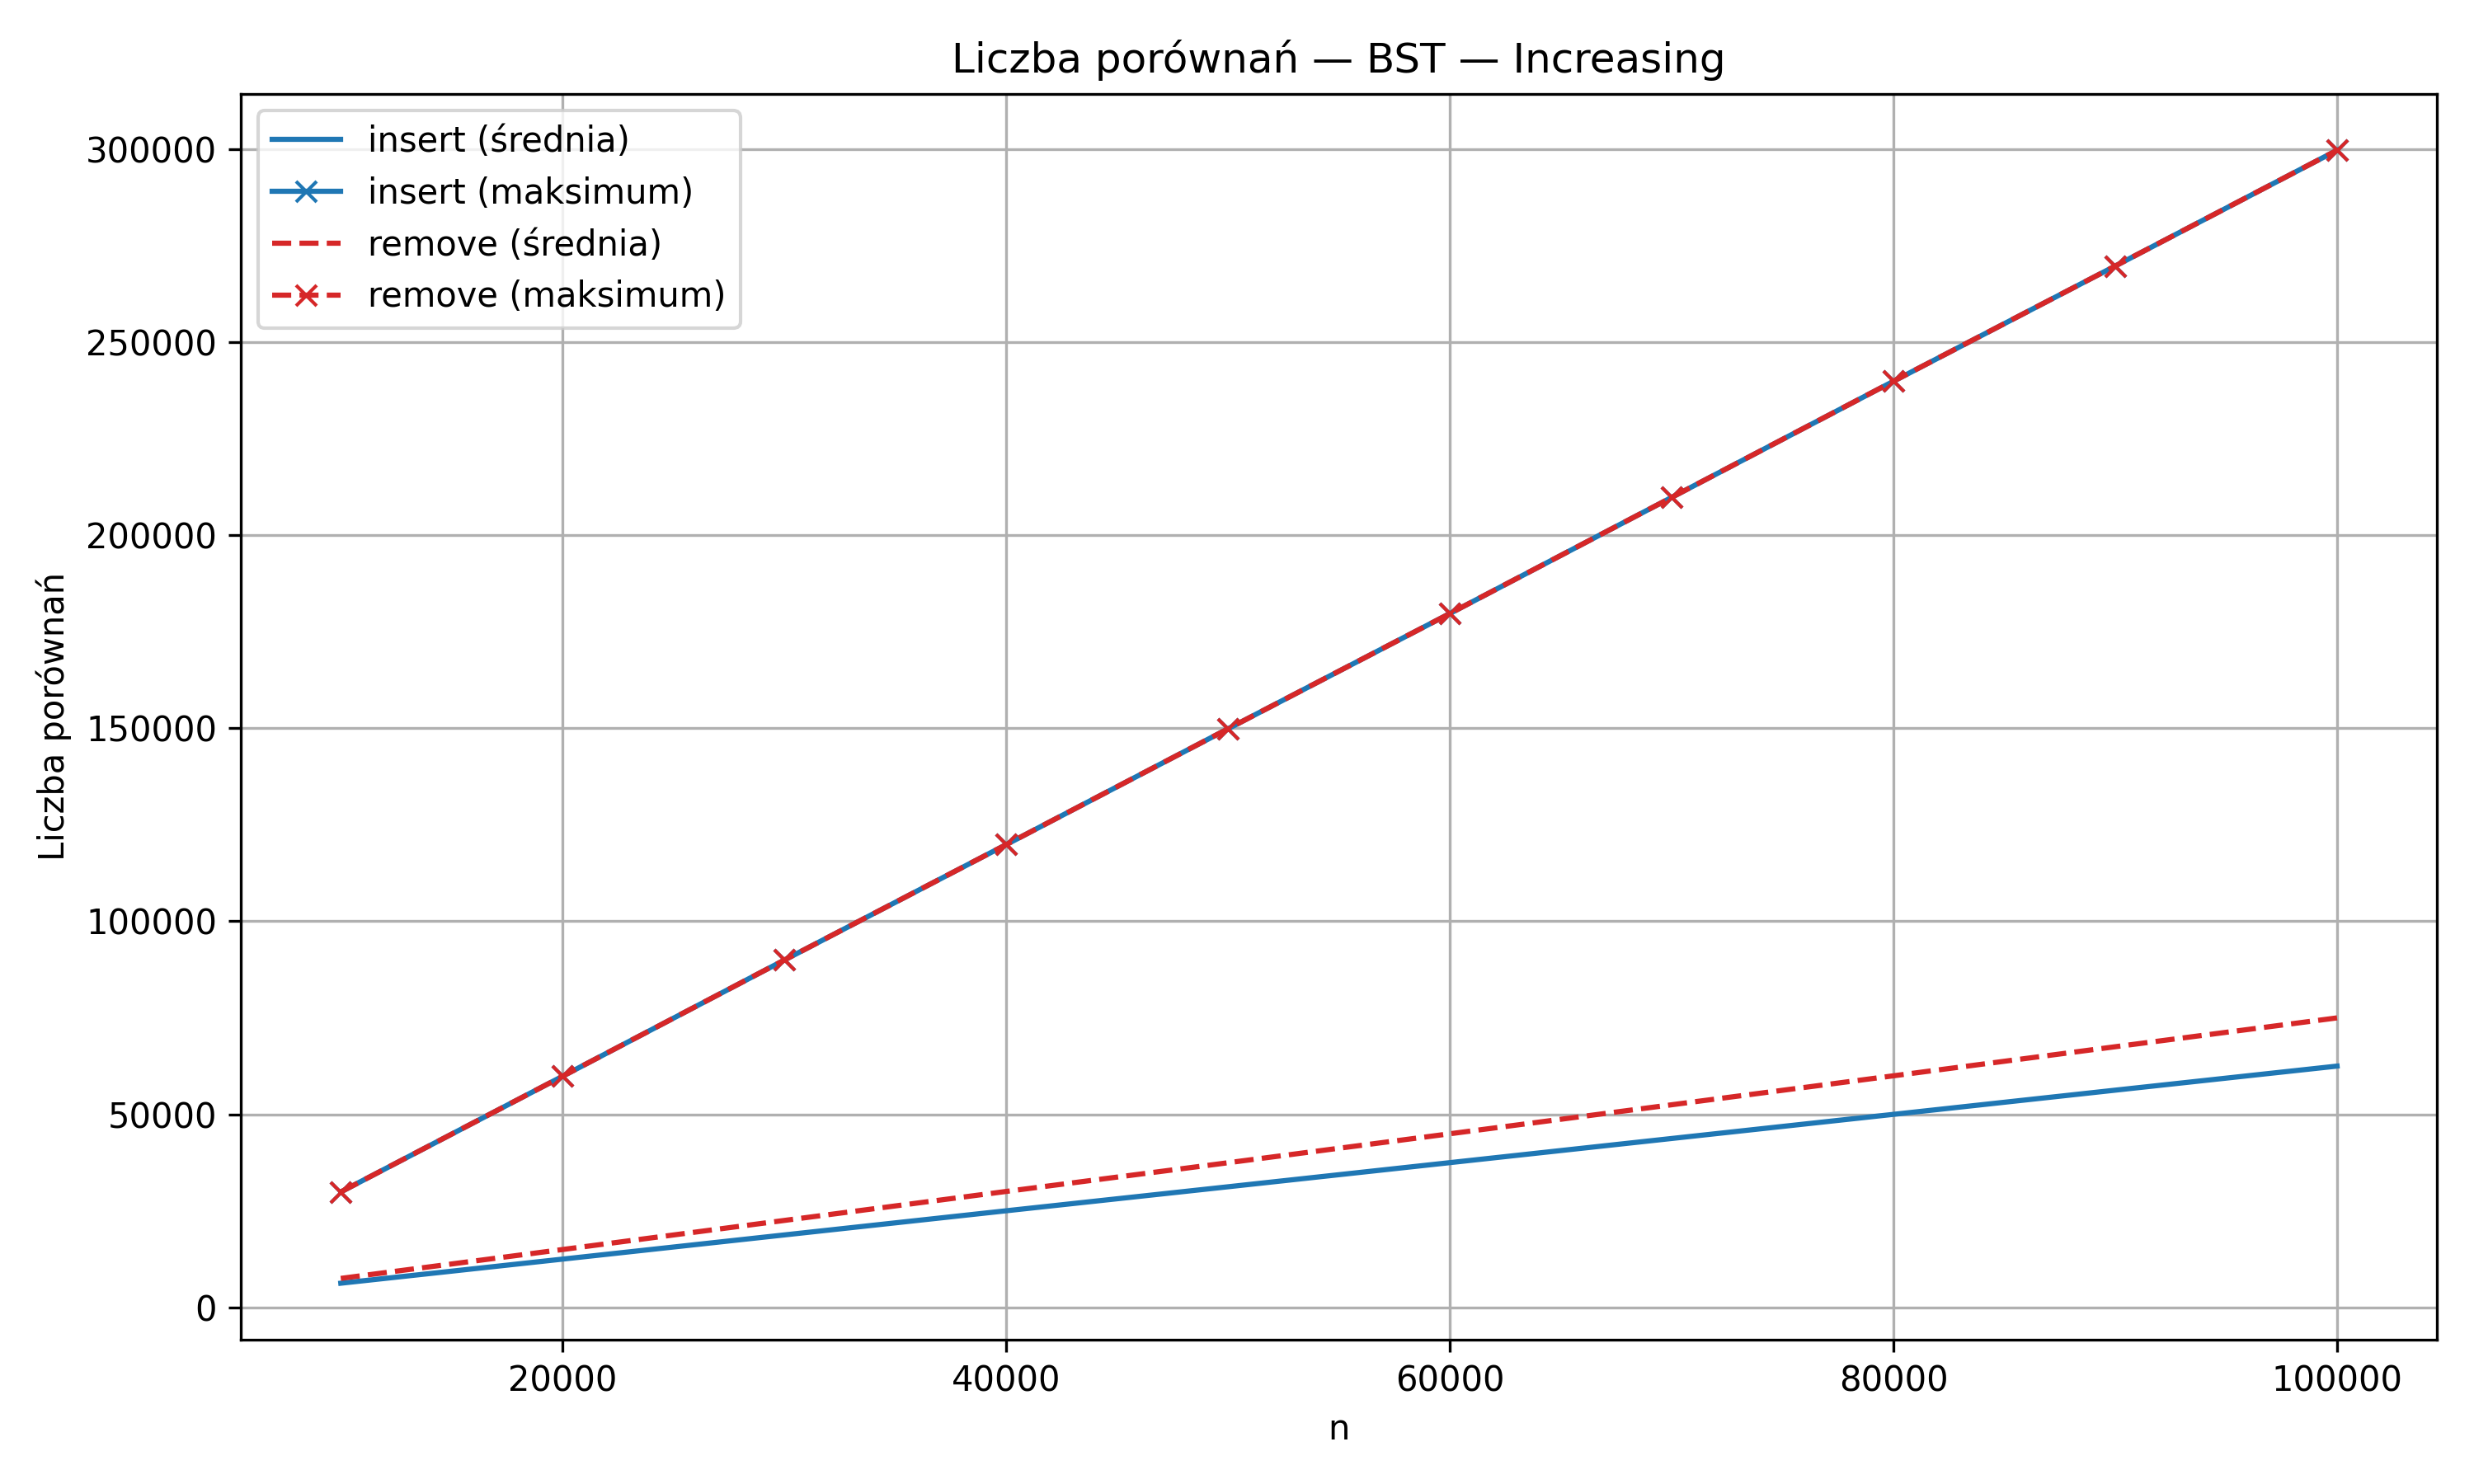 Liczba porównań — BST — Increasing
insert (średnia)
insert (maksimum)
remove (średnia)
remove (maksimum)
300000
250000
200000
150000
100000
50000
0
Liczba porównań
20000 40000 60000 80000 100000
n